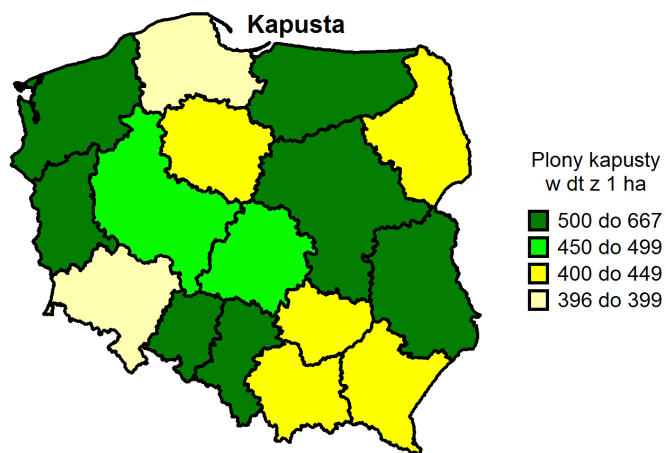 Kapusta
Plony kapusty
w dt z 1 ha
500 do 667
450 do 499
400 do 449
396 do 399